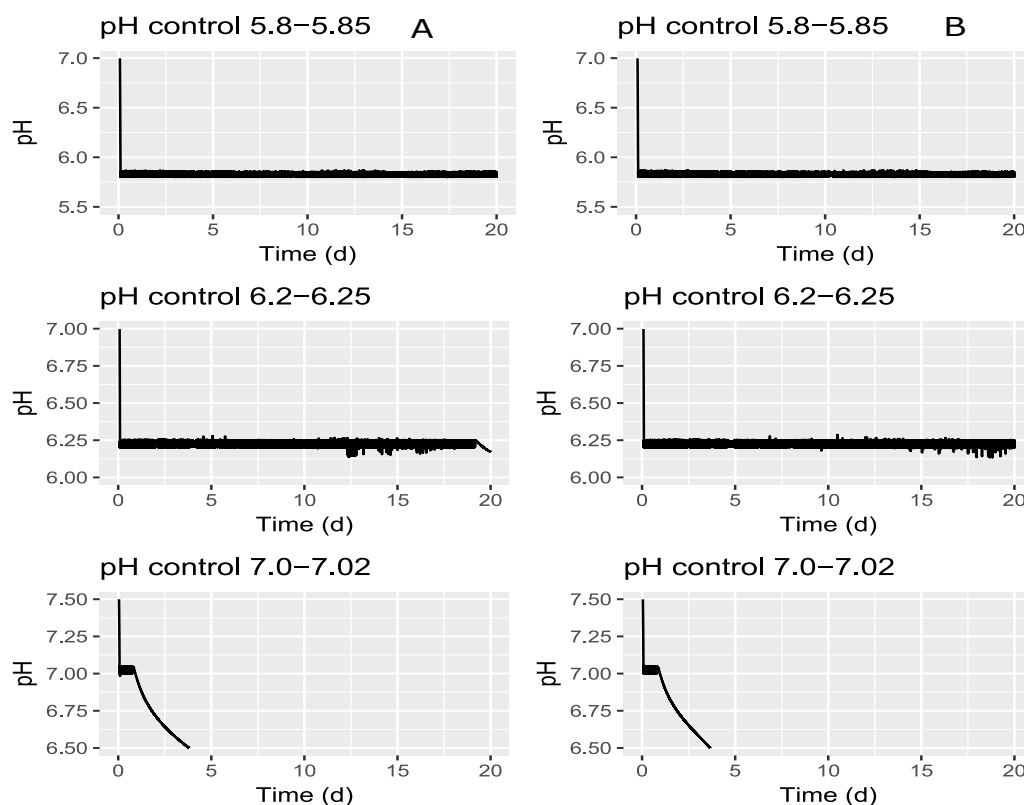 pH control 5.8−5.85 A
pH control 5.8−5.85 B
7.0
6.5
6.0
5.5
pH
0 5 10 15 20
Time (d)
7.0
6.5
6.0
5.5
pH
0 5 10 15 20
Time (d)
pH control 6.2−6.25
pH control 6.2−6.25
7.00
6.75
6.50
6.25
6.00
pH
0 5 10 15 20
Time (d)
7.00
6.75
6.50
6.25
6.00
pH
0 5 10 15 20
Time (d)
pH control 7.0−7.02
pH control 7.0−7.02
7.50
7.25
7.00
6.75
6.50
pH
0 5 10 15 20
Time (d)
7.50
7.25
7.00
6.75
6.50
pH
0 5 10 15 20
Time (d)